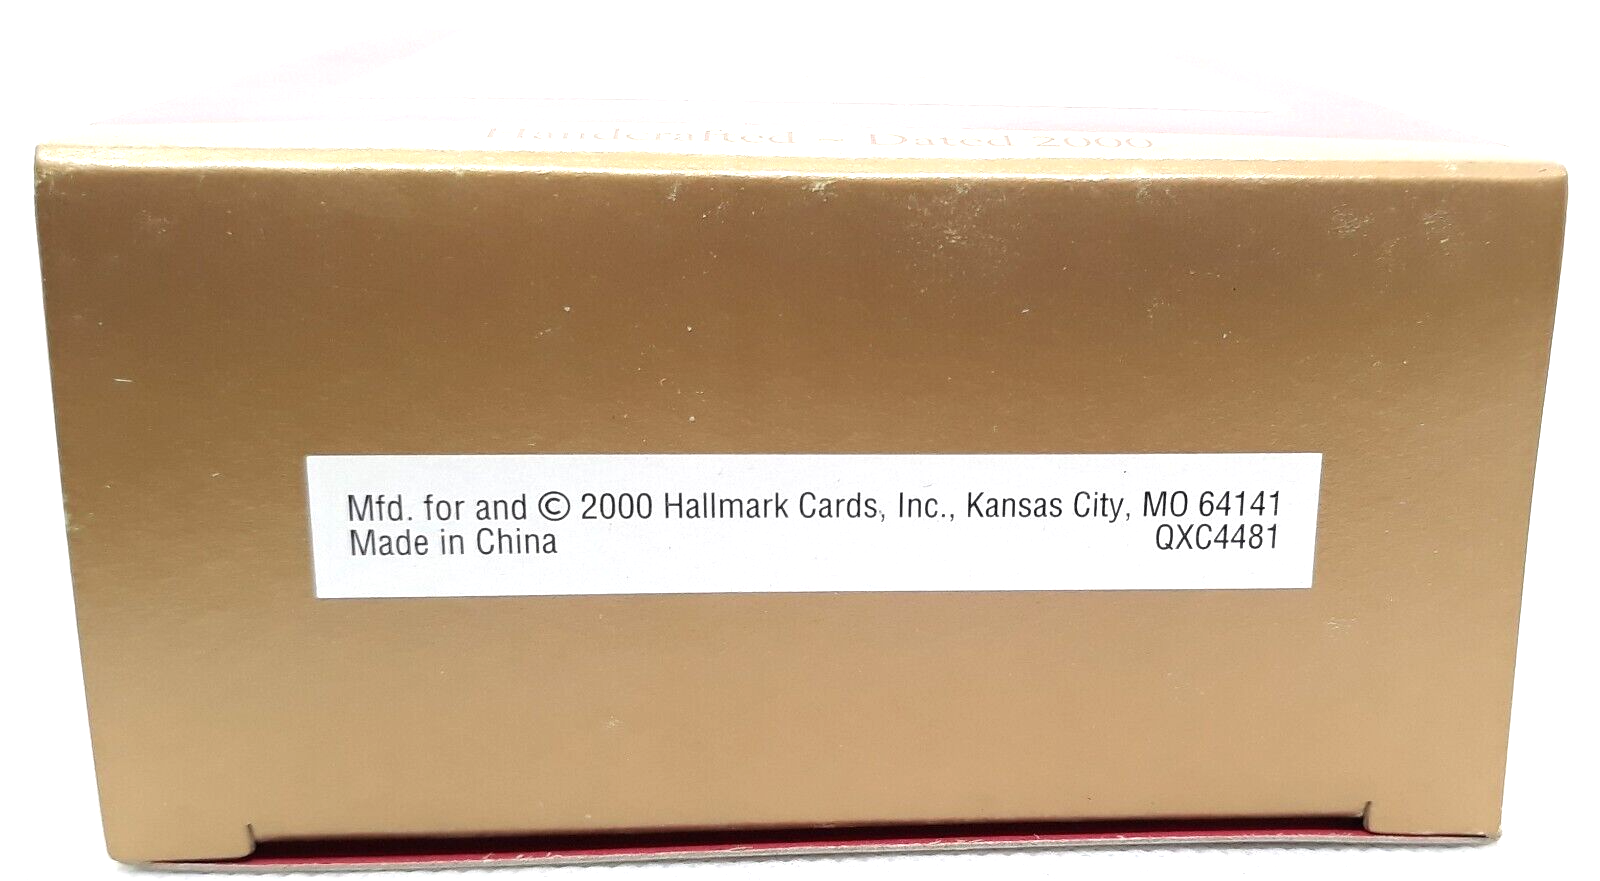 Handcrafted ~ Dated 2000
Mfd. for and © 2000 Hallmark Cards, Inc., Kansas City, MO 64141
Made in China QXC4481